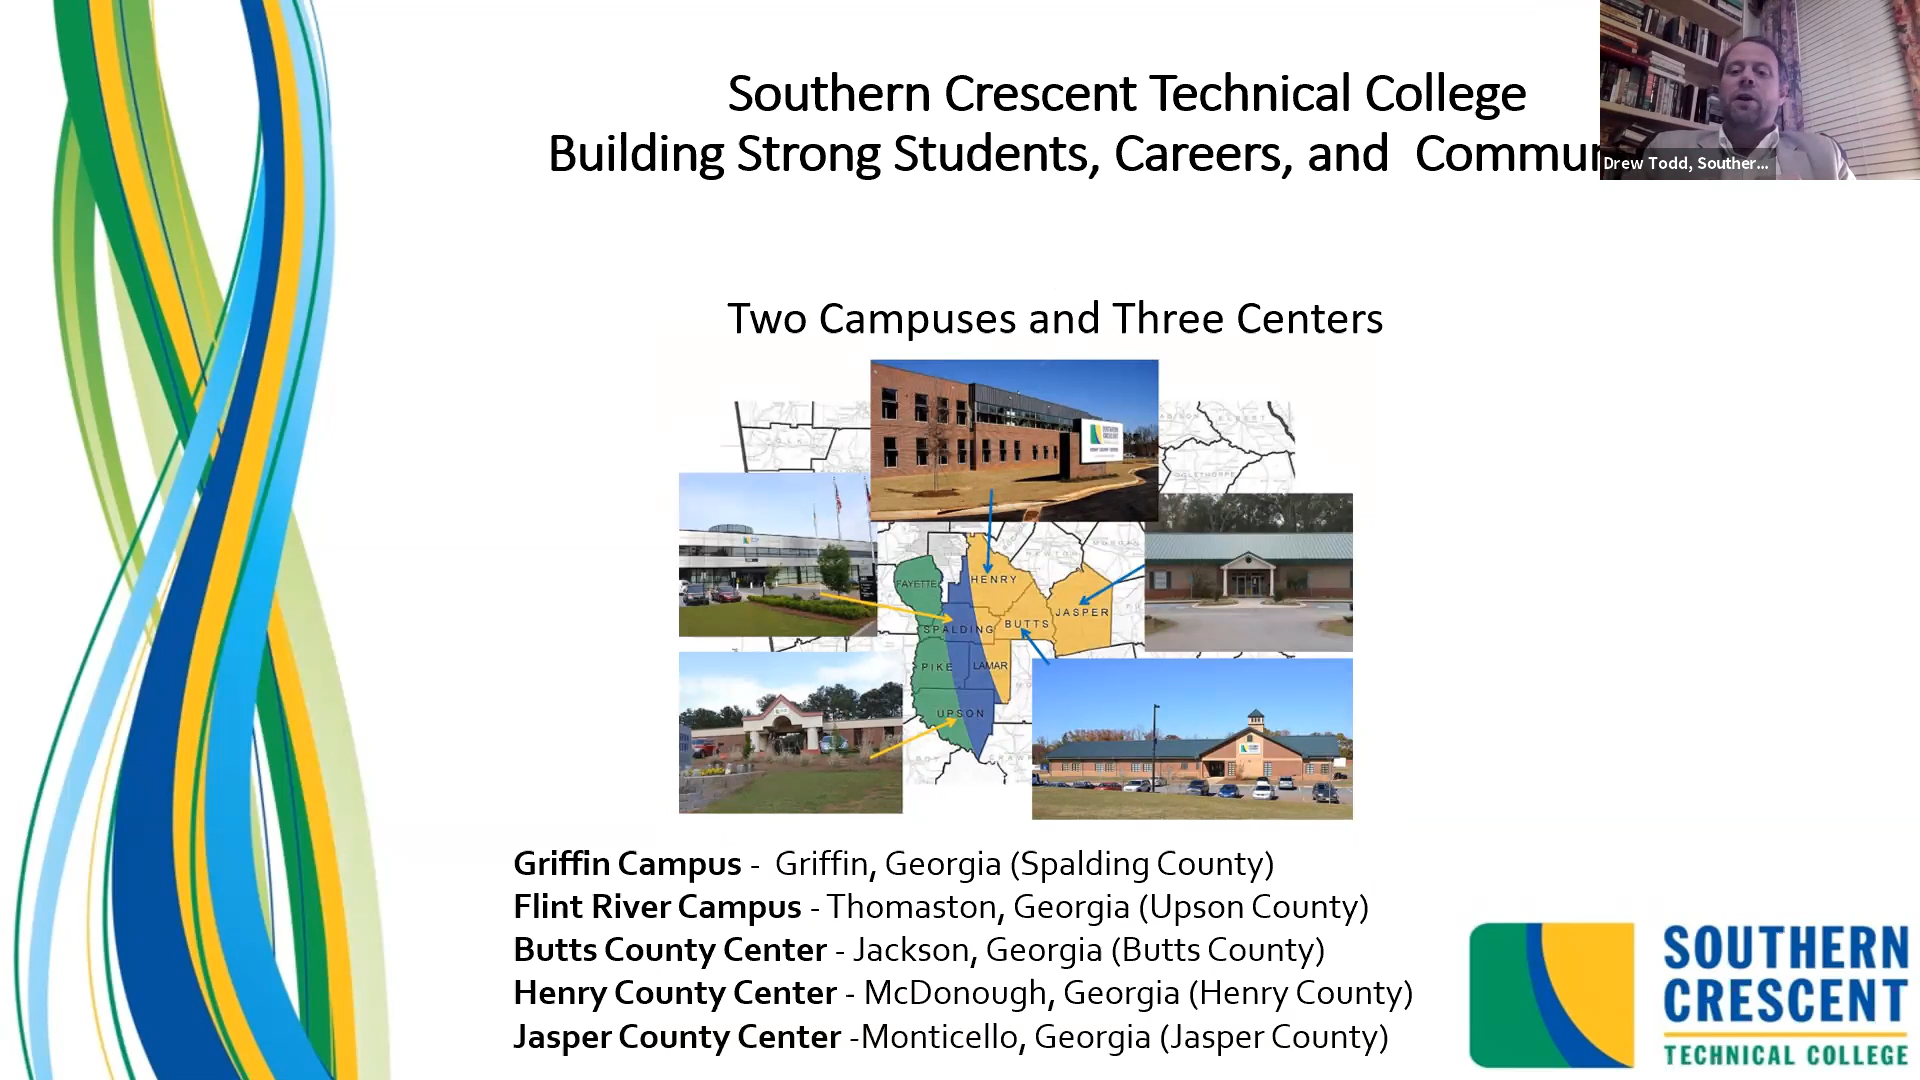 Southern Crescent Technical College
Building Strong Students, Careers, and Commu
Drew Todd, Souther...
Two Campuses and Three Centers
SOUTHERN
CRESCENT
FAYETTE
HENRY
JASPER
SPALDING
BUTTS
PIKE
LAMAR
UPSON
Griffin Campus - Griffin, Georgia (Spalding County)
Flint River Campus - Thomaston, Georgia (Upson County)
Butts County Center - Jackson, Georgia (Butts County)
Henry County Center - McDonough, Georgia (Henry County)
Jasper County Center -Monticello, Georgia (Jasper County)
SOUTHERN
CRESCENT
TECHNICAL COLLEGE